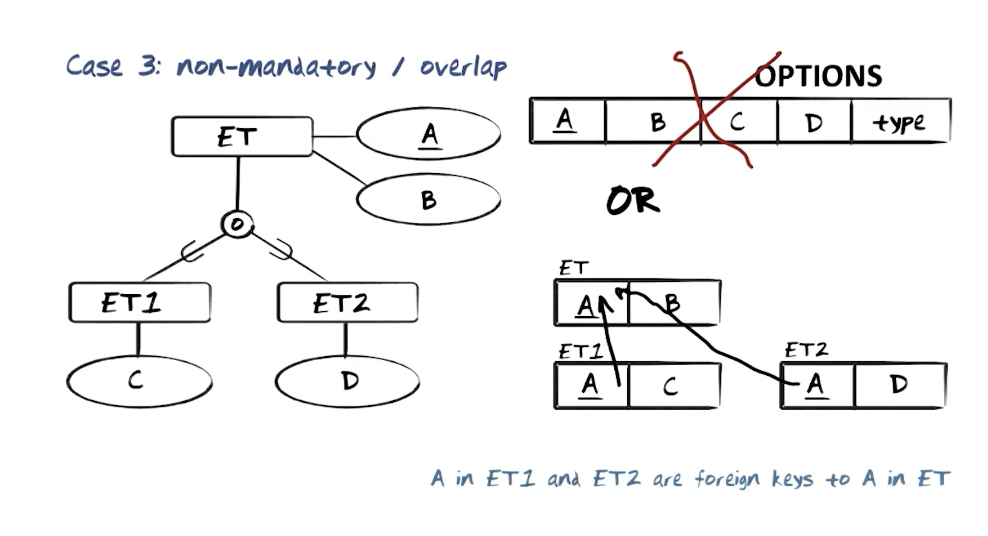 Case 3: non-mandatory / overlap
OPTIONS
ET
A
B
A B C D type
OR
O
ET1 ET2
C
D
ET
A B
ET1
A C
ET2
A D
A in ET1 and ET2 are foreign keys to A in ET